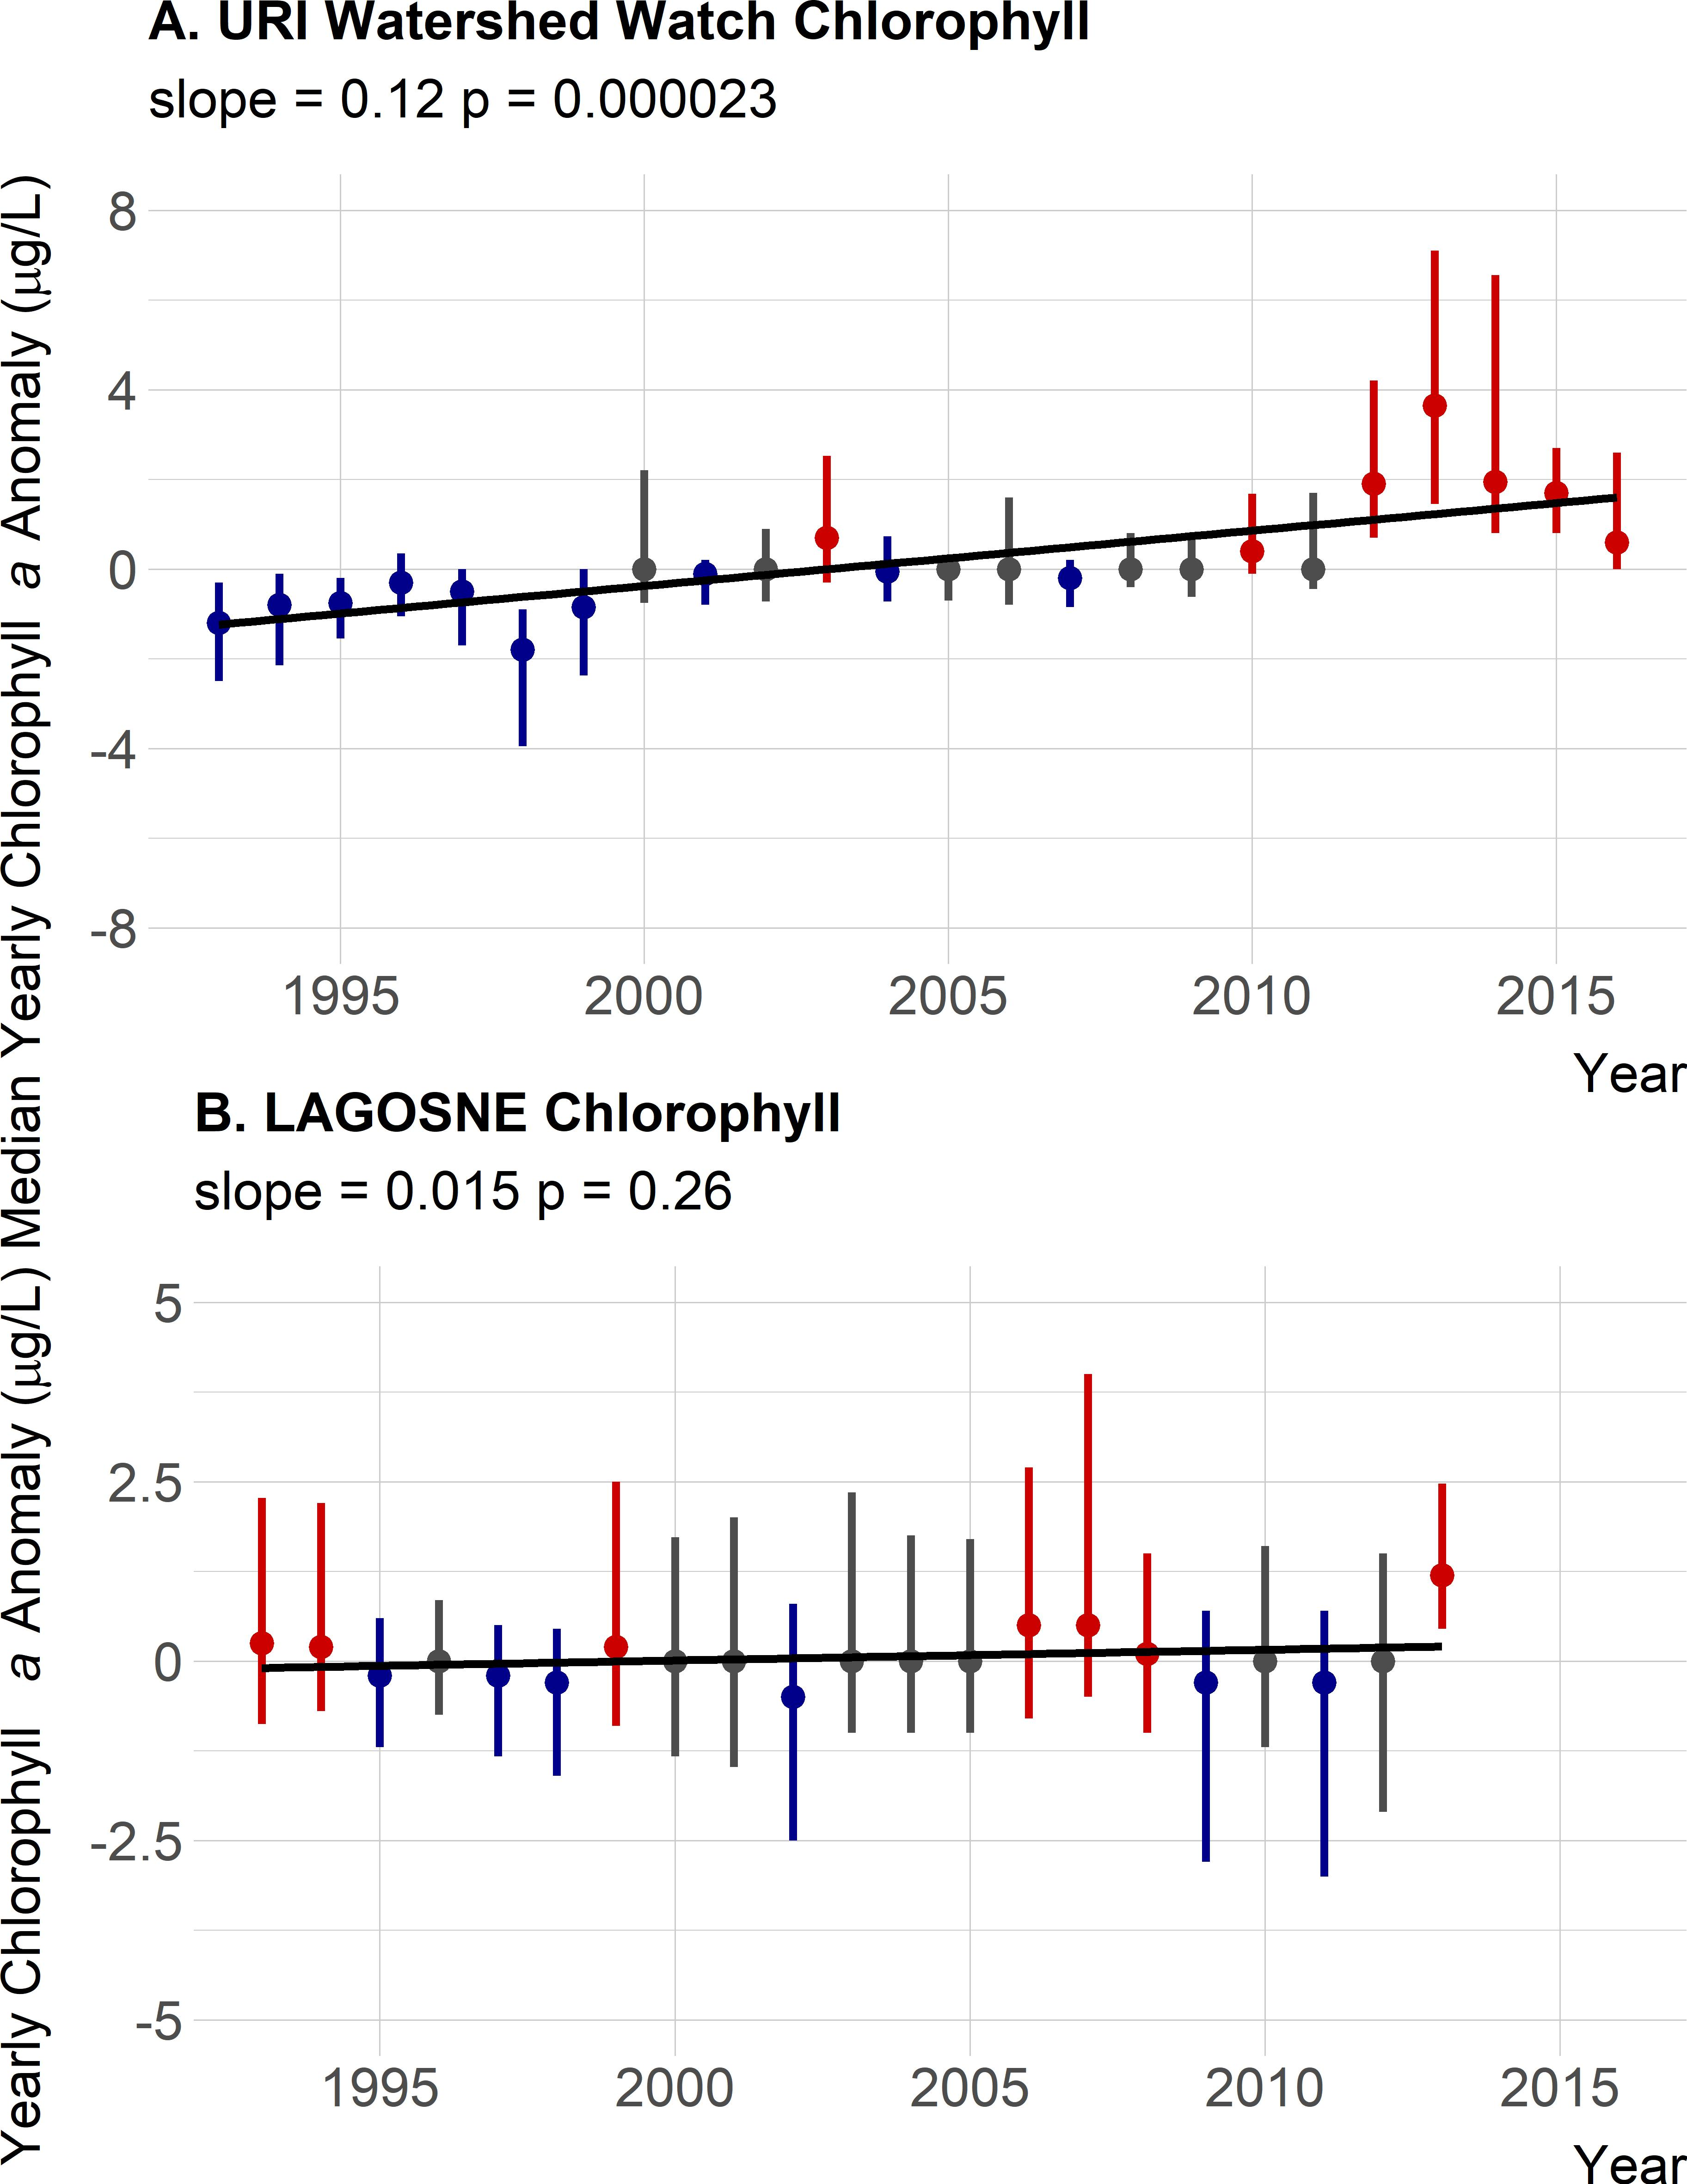 A. URI Watershed Watch Chlorophyll
slope = 0.12 p = 0.000023
Median Yearly Chlorophyll a Anomaly (μg/L)
8
4
0
-4
-8
1995 2000 2005 2010 2015
Year
B. LAGOSNE Chlorophyll
slope = 0.015 p = 0.26
Yearly Chlorophyll a Anomaly (μg/L)
5
2.5
0
-2.5
-5
1995 2000 2005 2010 2015
Year